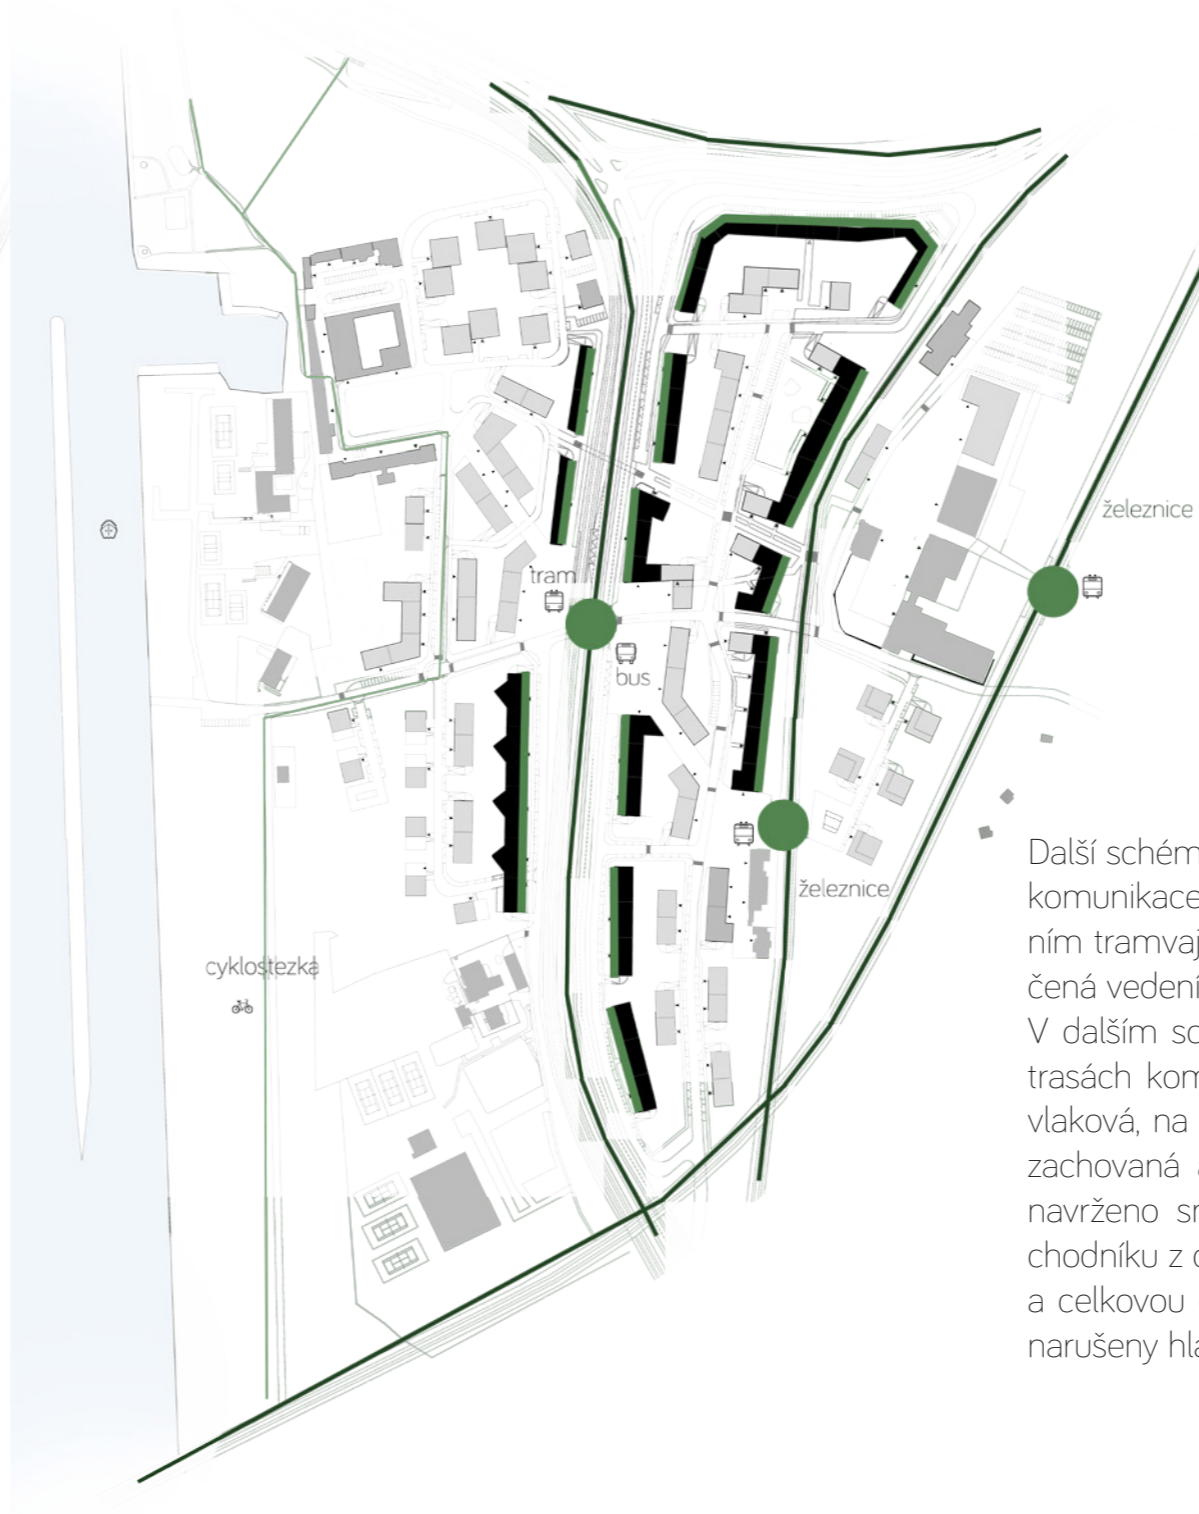 železnice
tram
bus
železnice
cyklostezka
Další schém
komunikace
ním tramvaj
čená vedení
V dalším sc
trasách kom
vlaková, na
zachovaná
navrženo sr
chodníku z
a celkovou
narušeny hla